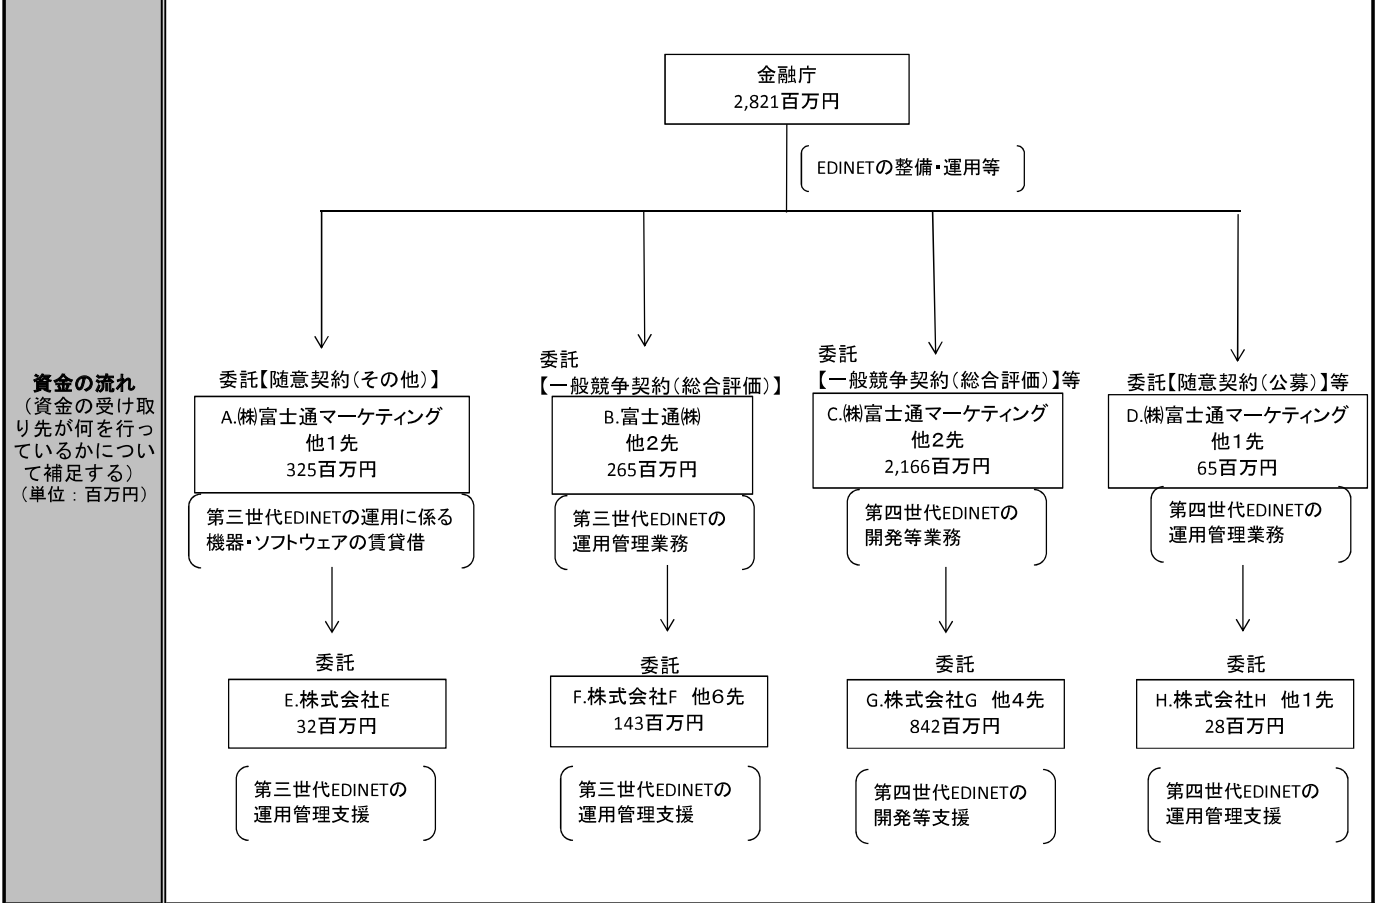 資金の流れ
（資金の受け取
り先が何を行っ
ているかについ
て補足する）
（単位：百万円）
金融庁
2,821百万円
EDINETの整備・運用等
委託【随意契約（その他）】
A.㈱富士通マーケティング
他１先
325百万円
第三世代EDINETの運用に係る
機器・ソフトウェアの賃貸借
委託
【一般競争契約（総合評価）】
B.富士通㈱
他２先
265百万円
第三世代EDINETの
運用管理業務
委託
【一般競争契約（総合評価）】等
C.㈱富士通マーケティング
他２先
2,166百万円
第四世代EDINETの
開発等業務
委託【随意契約（公募）】等
D.㈱富士通マーケティング
他１先
65百万円
第四世代EDINETの
運用管理業務
委託
E.株式会社E
32百万円
第三世代EDINETの
運用管理支援
委託
F.株式会社F　他６先
143百万円
第三世代EDINETの
運用管理支援
委託
G.株式会社G　他４先
842百万円
第四世代EDINETの
開発等支援
委託
H.株式会社H　他１先
28百万円
第四世代EDINETの
運用管理支援